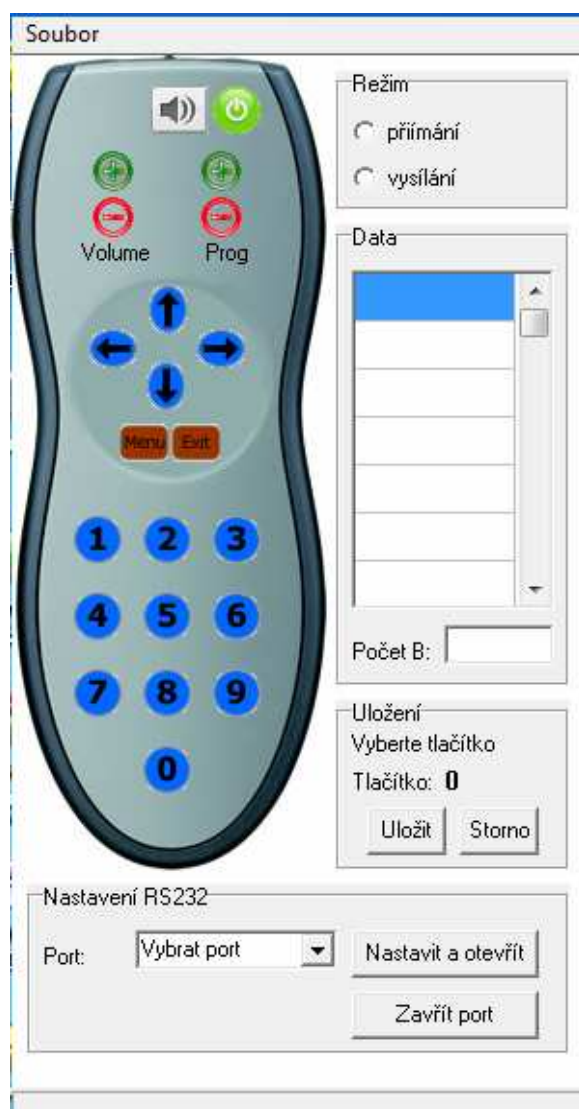 Soubor
Volume Prog
Menu Exit
1 2 3
4 5 6
7 8 9
0
Režim
přiímání
vysílání
Data
Počet B:
Uložení
Vyberte tlačítko
Tlačítko: 0
Uložit Storno
Nastavení RS232
Port: Vybrat port Nastavit a otevřít
Zavřít port